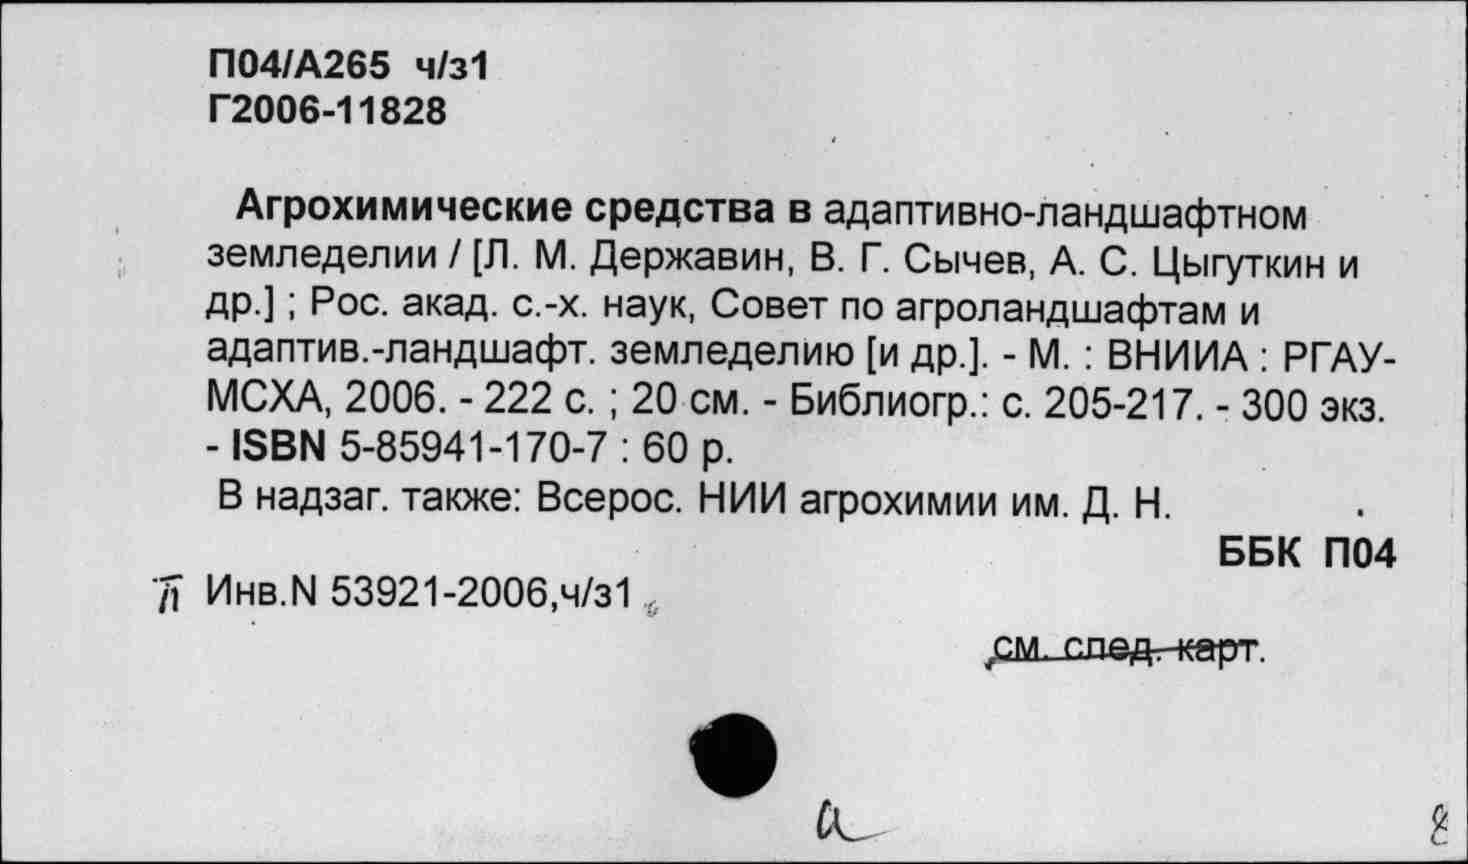 П04/А265 ч/з1
Г2006-11828
Агрохимические средства в адаптивно-ландшафтном
земледелии / [Л. М. Державин, В. Г. Сычев, А. С. Цыгуткин и
др.] ; Рос. акад. с.-х. наук, Совет по агроландшафтам и
адаптив.-ландшафт. земледелию [и др.]. - М. : ВНИИА : РГАУ-
МСХА, 2006. - 222 с. ; 20 см. - Библиогр.: с. 205-217. - 300 экз.
- ISBN 5-85941-170-7 : 60 р.
В надзаг. также: Всерос. НИИ агрохимии им. Д. Н.
ББК П04
Инв.N 53921-2006,ч/з1
см. след. карт.